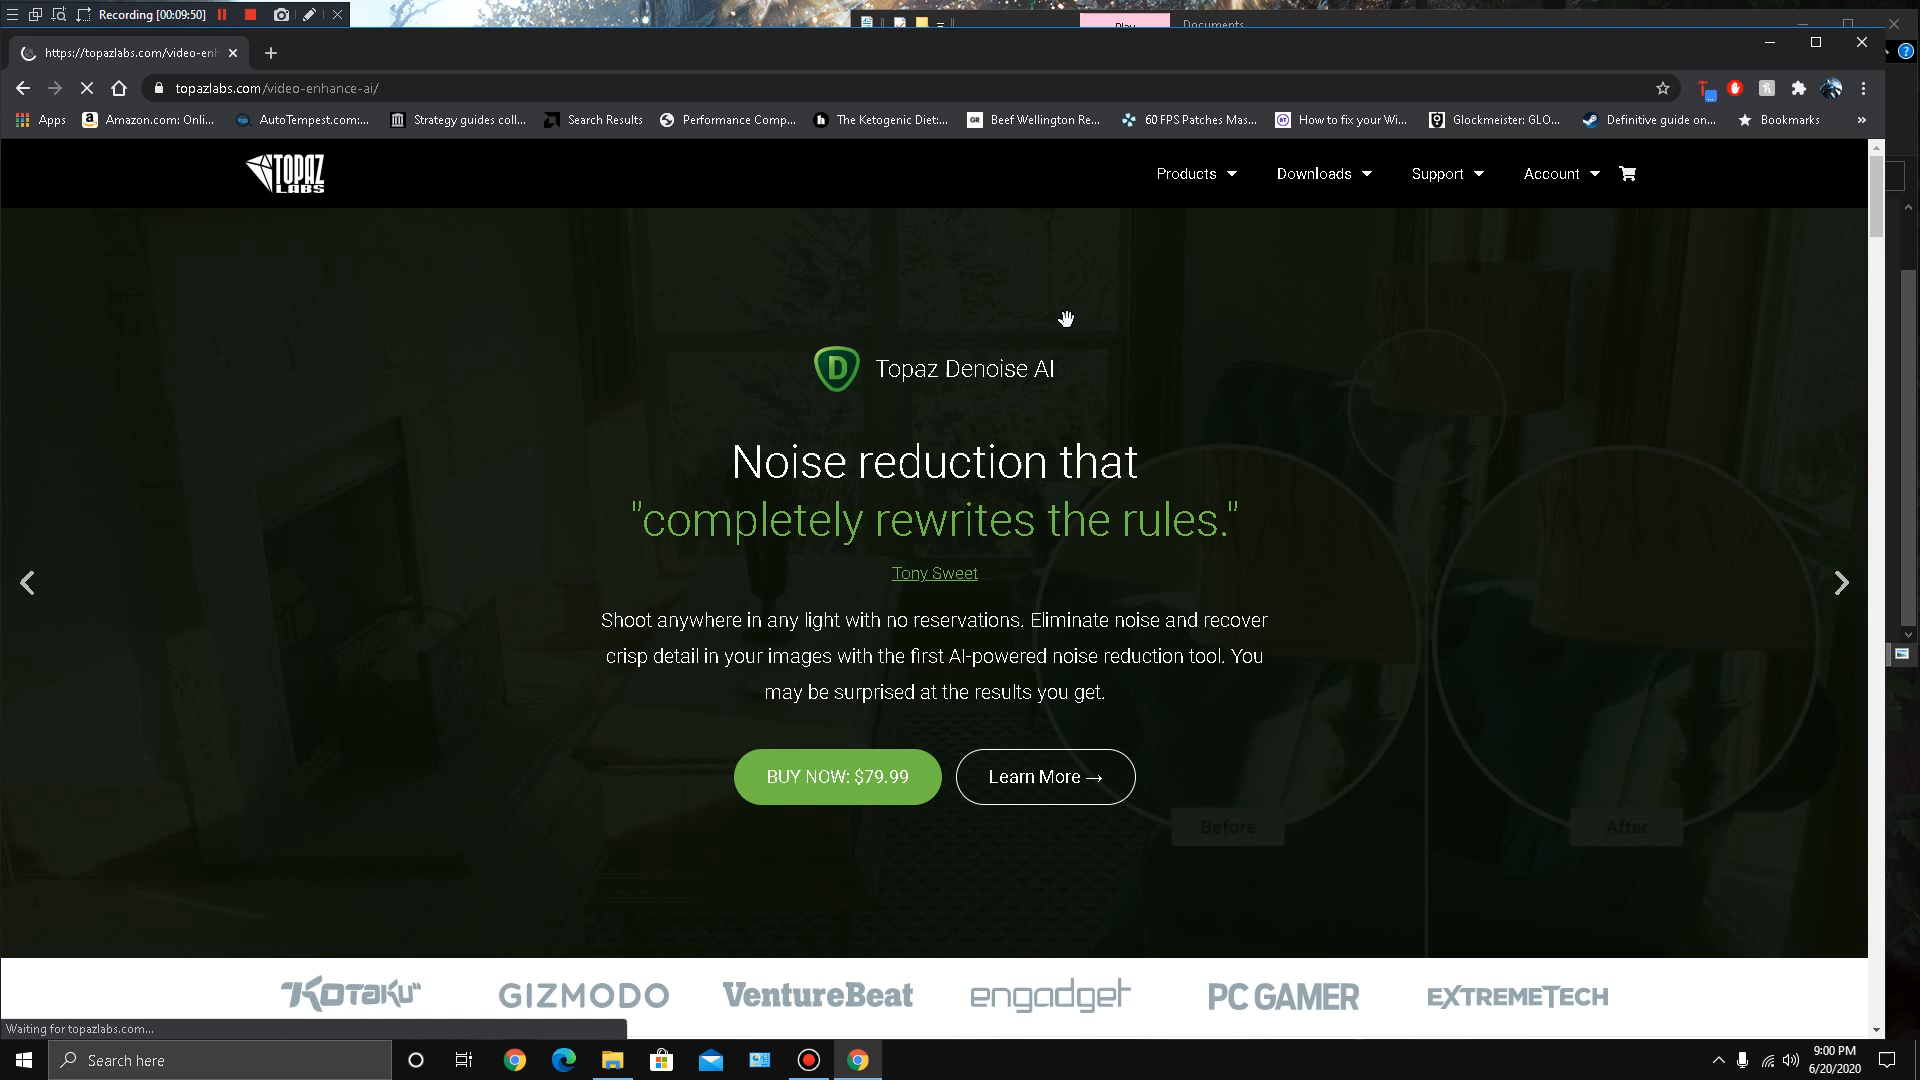 Recording [00:09:50]
Documents
https://topazlabs.com/video-enh
topazlabs.com/video-enhance-ai/
Apps
Amazon.com: Onli...
AutoTempest.com:...
Strategy guides coll...
Search Results
Performance Comp...
The Ketogenic Diet:...
GR
Beef Wellington Re...
60 FPS Patches Mas...
How to fix your Wi...
Glockmeister: GLO...
Definitive guide on...
Bookmarks
TOPAZ
LABS
Products
Downloads
Support
Account
D
Topaz Denoise AI
Noise reduction that
"completely rewrites the rules."
Tony Sweet
Shoot anywhere in any light with no reservations. Eliminate noise and recover
crisp detail in your images with the first AI-powered noise reduction tool. You
may be surprised at the results you get.
BUY NOW: $79.99
Learn More →
Before
After
KOTAKU
GIZMODO
VentureBeat
engadget
PC GAMER
EXTREMETECH
Waiting for topazlabs.com...
Search here
9:00 PM
6/20/2020